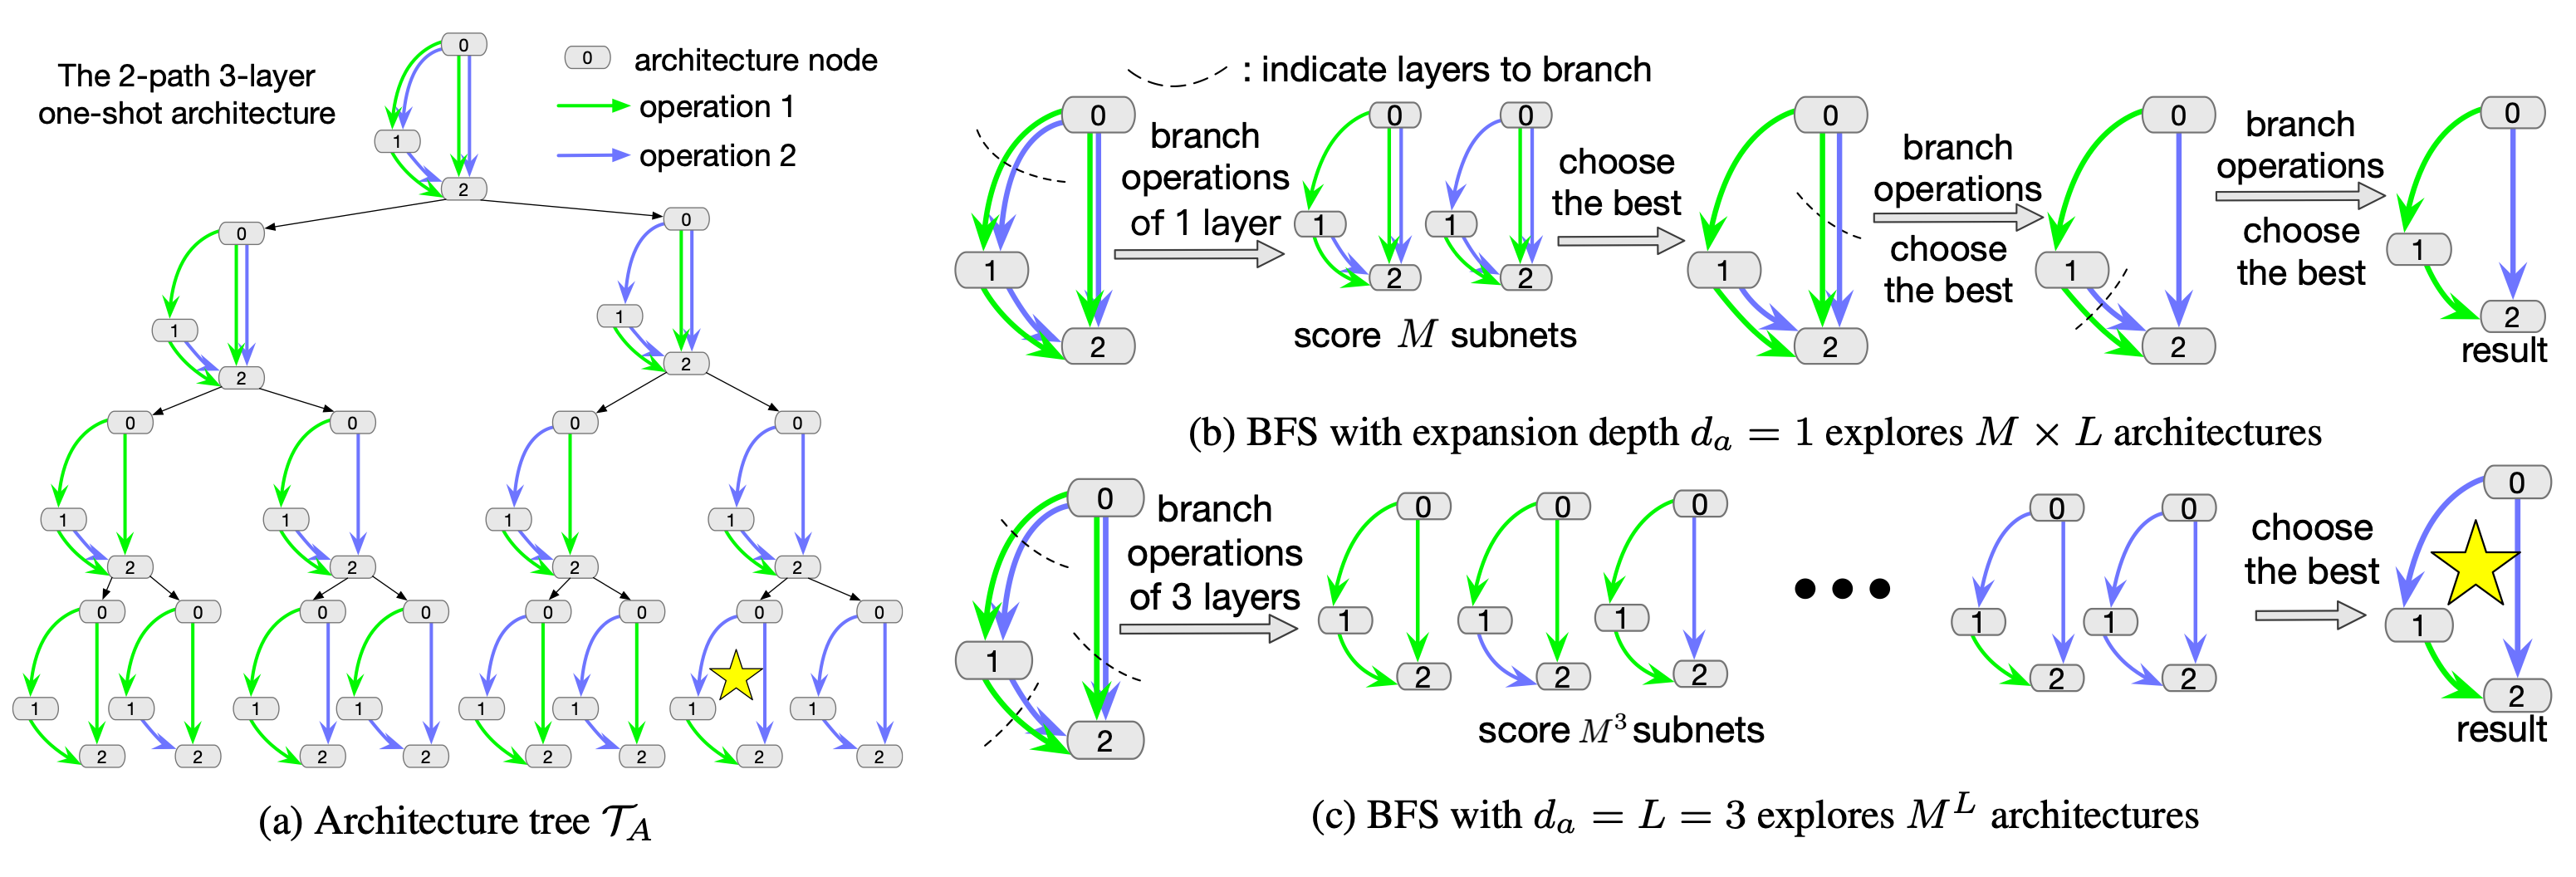 The 2-path 3-layer
one-shot architecture
0 architecture node
operation 1
operation 2
0
1
2
0
1
2
0
1
2
0
1
2
0
1
2
0
1
2
0
1
2
0
1
2
0
1
2
0
1
2
0
1
2
0
1
2
0
1
2
0
1
2
0
1
2
(a) Architecture tree $\mathcal{T}_A$
: indicate layers to branch
0
1
2
branch
operations
of 1 layer
0
1
2
0
1
2
score M subnets
choose
the best
0
1
2
branch
operations
choose
the best
0
1
2
branch
operations
choose
the best
0
1
2
result
(b) BFS with expansion depth $d_a = 1$ explores $M \times L$ architectures
0
1
2
branch
operations
of 3 layers
0
1
2
0
1
2
0
1
2
0
1
2
0
1
2
score $M^3$ subnets
choose
the best
0
1
2
result
(c) BFS with $d_a = L = 3$ explores $M^L$ architectures